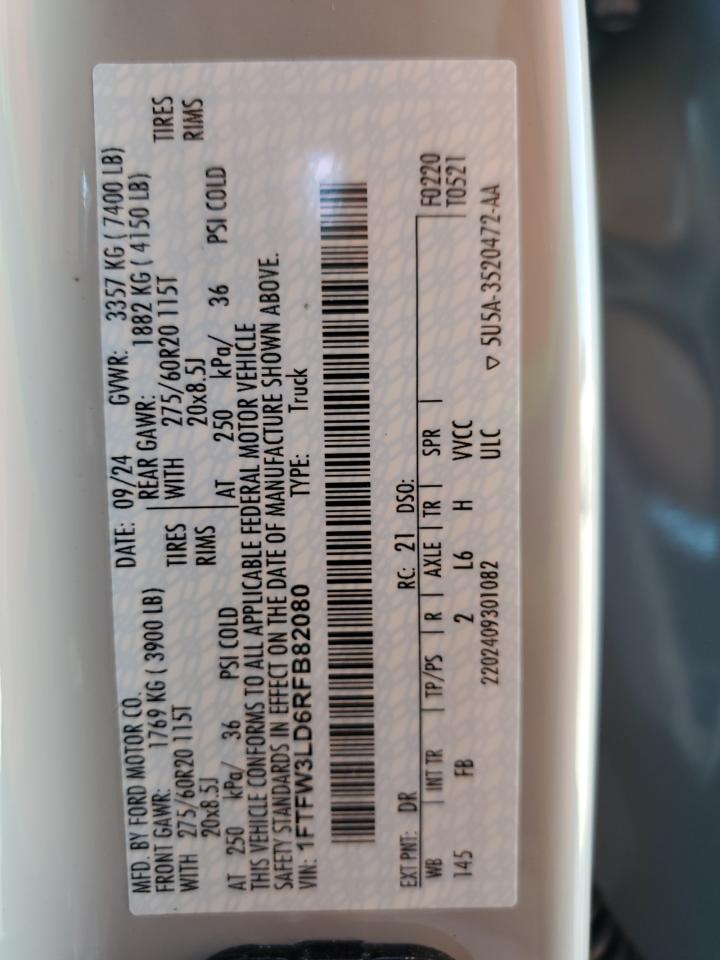 MFD. BY FORD MOTOR CO.
DATE: 09/24 GVWR: 3357 KG ( 7400 LB)
FRONT GAWR: 1769 KG ( 3900 LB)
REAR GAWR: 1882 KG ( 4150 LB)
WITH 275/60R20 115T TIRES
WITH 275/60R20 115T TIRES
20x8.5J RIMS
20x8.5J RIMS
AT 250 kPa/ 36 PSI COLD
AT 250 kPa/ 36 PSI COLD
THIS VEHICLE CONFORMS TO ALL APPLICABLE FEDERAL MOTOR VEHICLE
SAFETY STANDARDS IN EFFECT ON THE DATE OF MANUFACTURE SHOWN ABOVE.
VIN: 1FTFW3LD6RFB82080 TYPE: Truck
EXT PNT: DR RC: 21 DSO: F0220
WB | INT TR | TP/PS | R | AXLE | TR | SPR | T0521
145 FB 2 L6 H VVCC
2202409301082 ULC
▽ 5U5A-3520472-AA